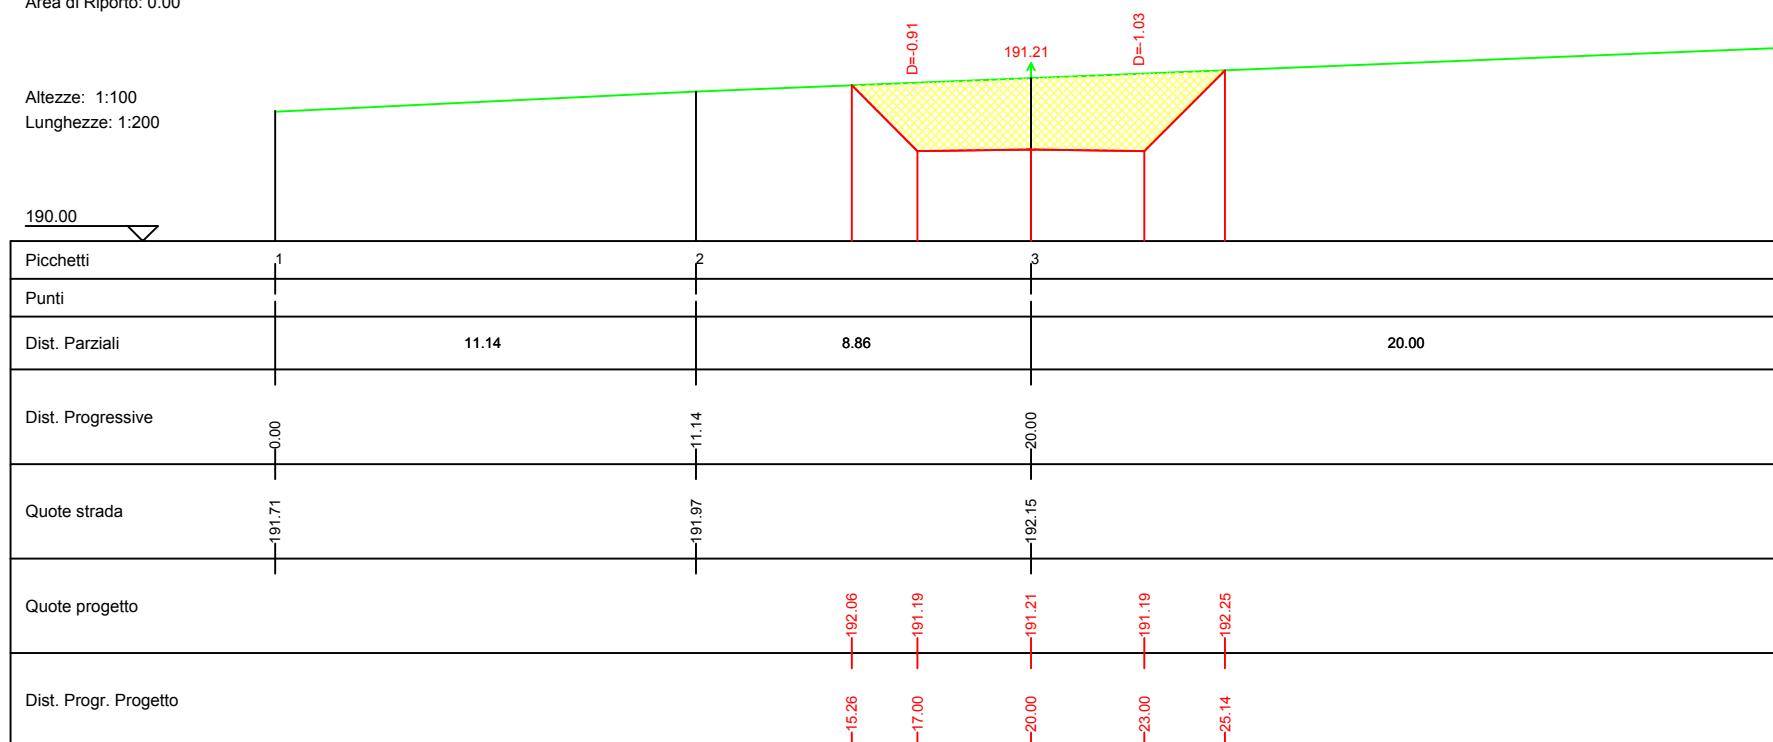 Area di Riporto: 0.00
D=-0.91
191.21
D=-1.03
Altezze: 1:100
Lunghezze: 1:200
190.00
Picchetti 1 2 3
Punti
Dist. Parziali 11.14 8.86 20.00
Dist. Progressive 0.00 11.14 20.00
Quote strada 191.71 191.97 192.15
Quote progetto 192.06 191.19 191.21 191.19 192.25
Dist. Progr. Progetto 15.26 17.00 20.00 23.00 25.14